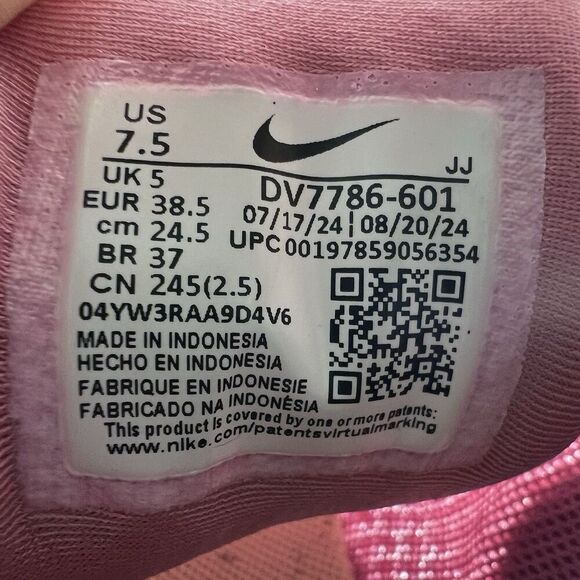 US
7.5
JJ
UK 5
DV7786-601
EUR 38.5
07/17/24 | 08/20/24
cm 24.5
UPC 00197859056354
BR 37
CN 245(2.5)
04YW3RAA9D4V6
MADE IN INDONESIA
HECHO EN INDONESIA
FABRIQUE EN INDONESIE
FABRICADO NA INDONÉSIA
This product is covered by one or more patents:
www.nike.com/patentsvirtualmarking